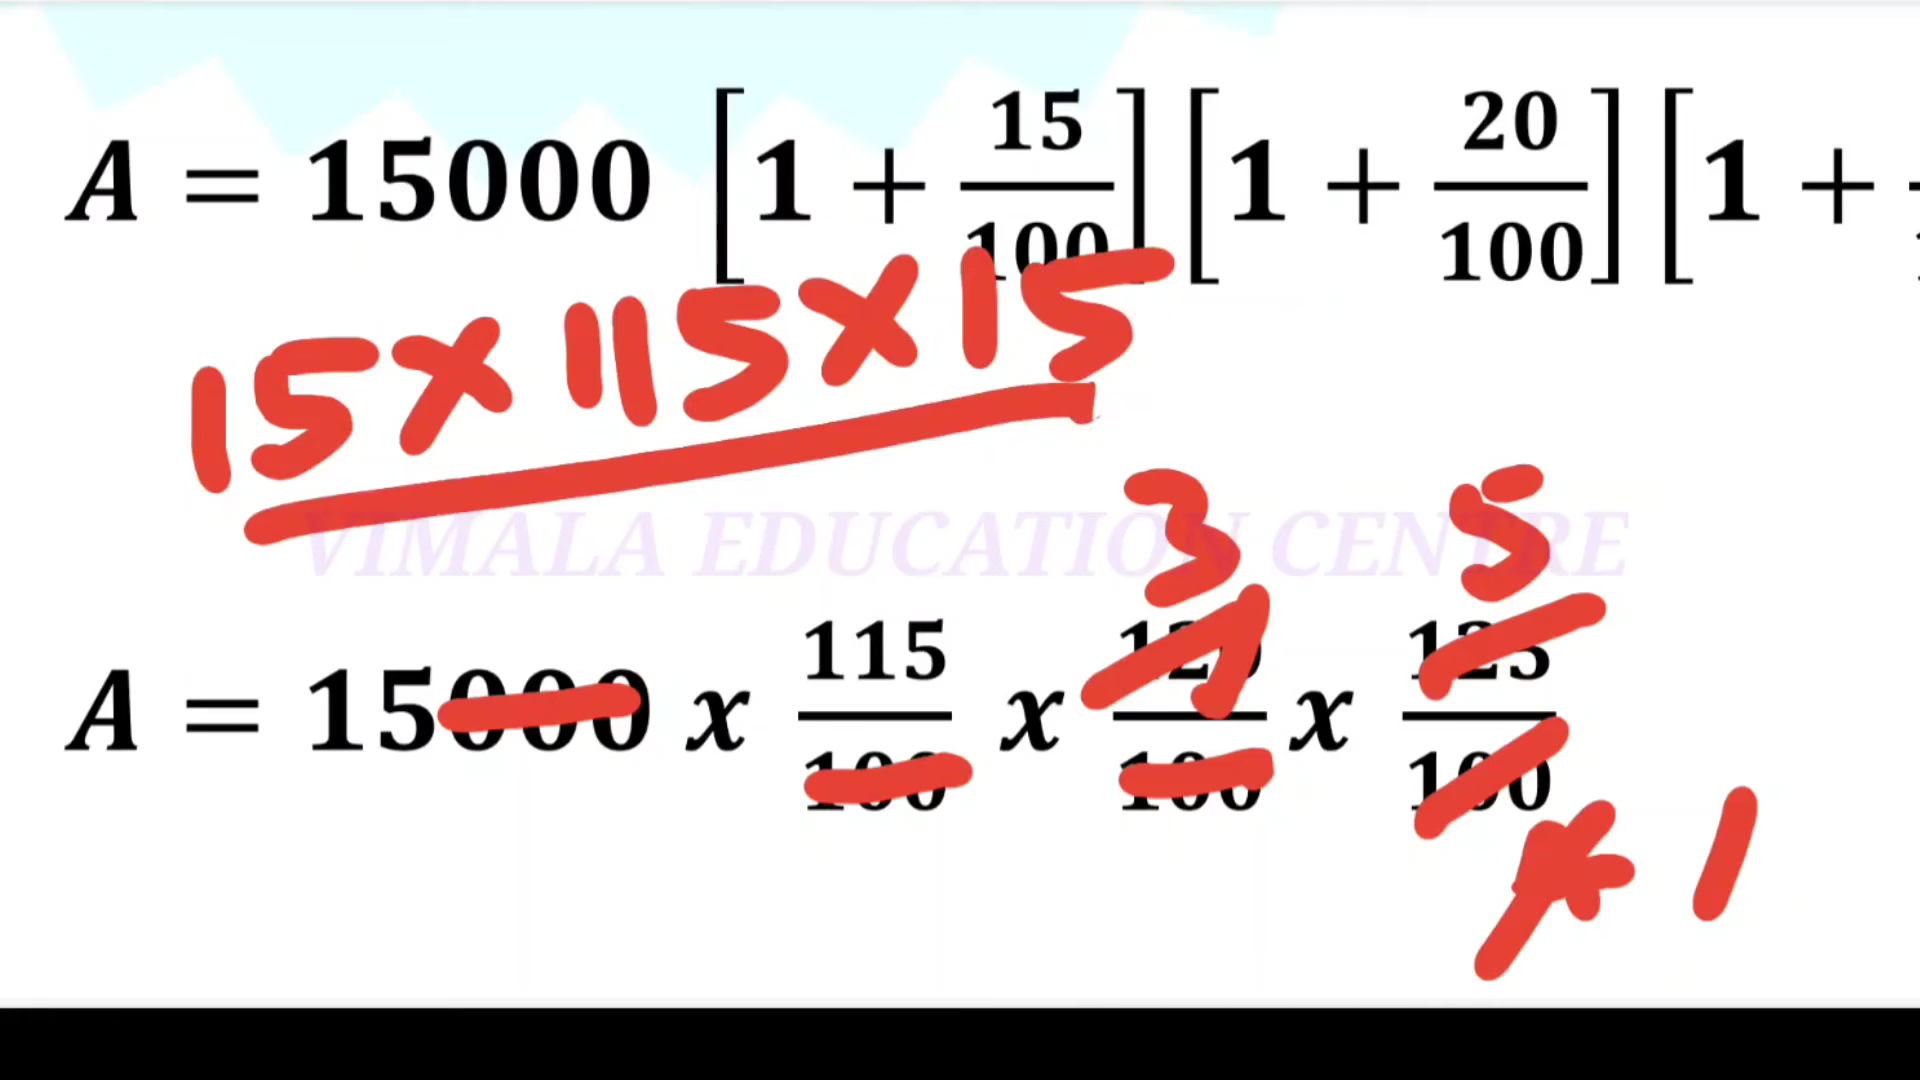 A = 15000 [1 + 15/100] [1 + 20/100] [1 +
15 x 115 x 15
VIMALA EDUCATION CENTRE
3 5
A = 15000 x 115/100 x 120/100 x 125/100
1